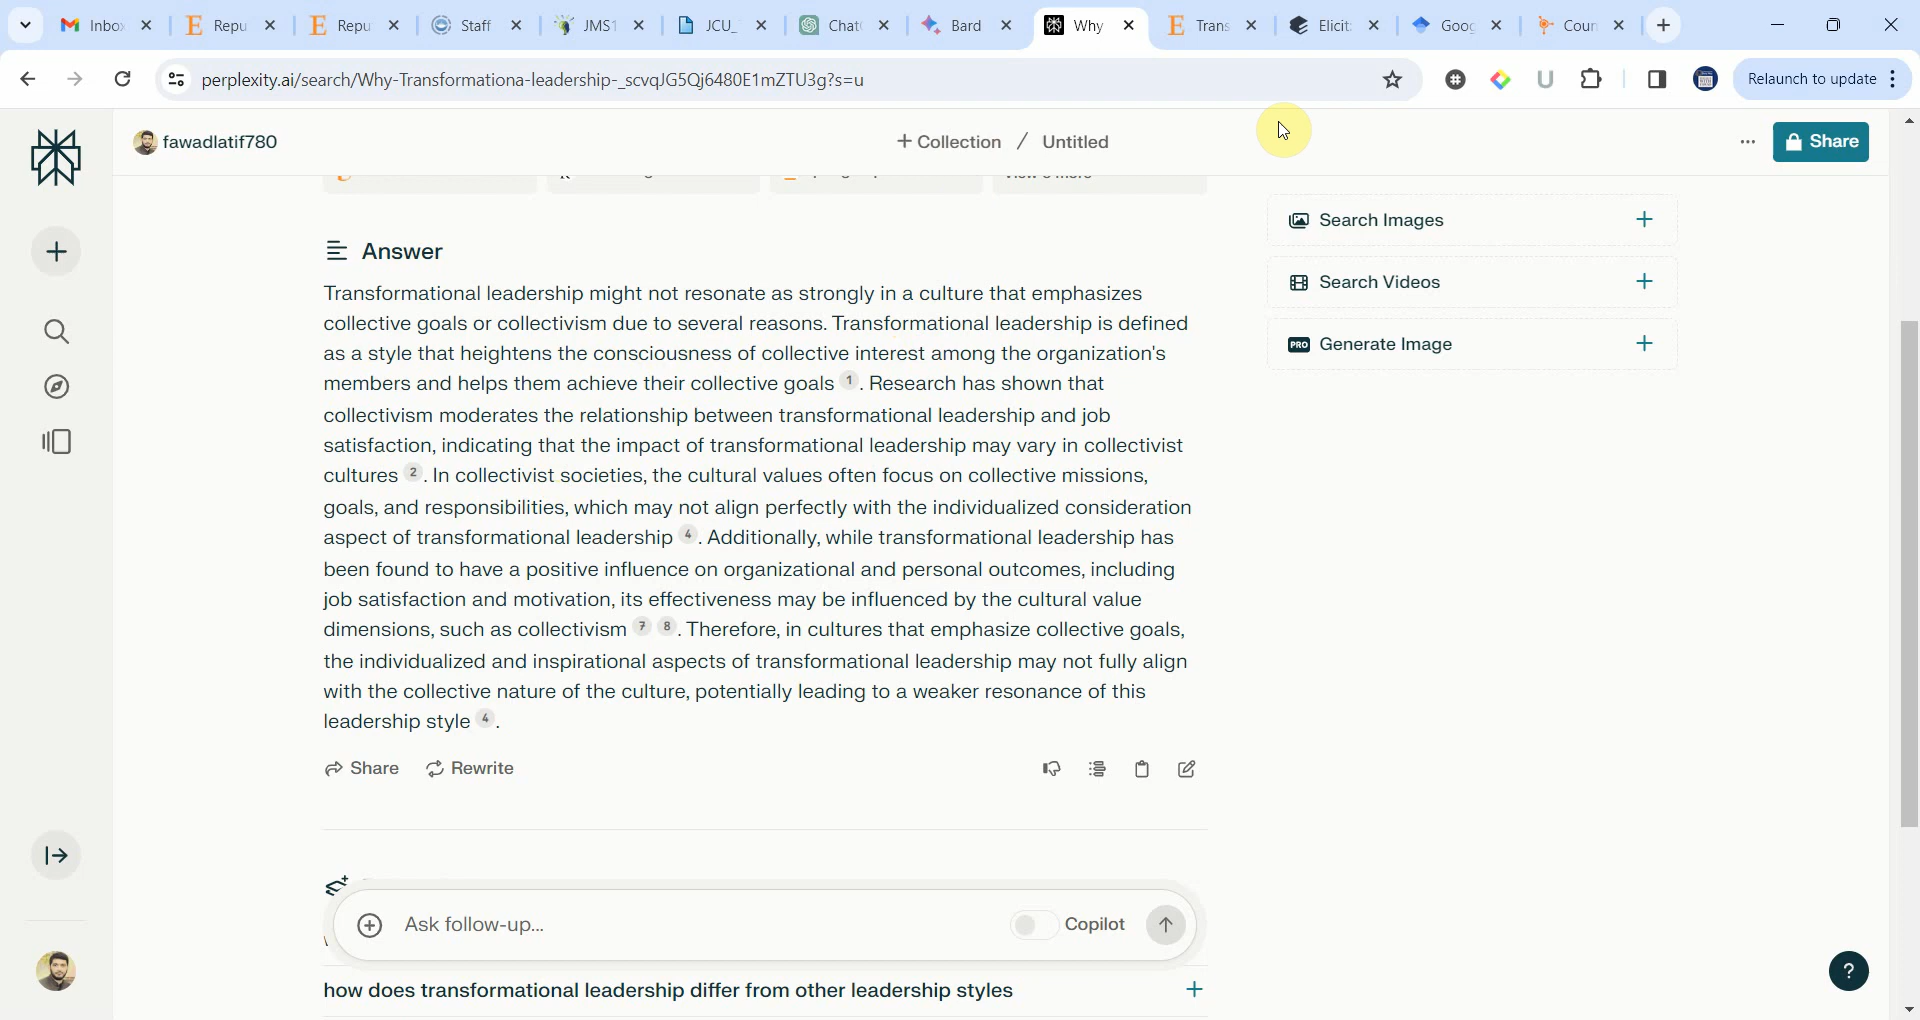 Inbo
Repu
Repu
Staff
JMS1
JCU_
Chat
Bard
Why
Trans
Elicit:
Goog
Coun
perplexity.ai/search/Why-Transformationa-leadership-_scvqJG5Qj6480E1mZTU3g?s=u
Relaunch to update
fawadlatif780
+ Collection / Untitled
Share
Search Images +
Search Videos +
PRO Generate Image +
Answer
Transformational leadership might not resonate as strongly in a culture that emphasizes
collective goals or collectivism due to several reasons. Transformational leadership is defined
as a style that heightens the consciousness of collective interest among the organization's
members and helps them achieve their collective goals 1. Research has shown that
collectivism moderates the relationship between transformational leadership and job
satisfaction, indicating that the impact of transformational leadership may vary in collectivist
cultures 2. In collectivist societies, the cultural values often focus on collective missions,
goals, and responsibilities, which may not align perfectly with the individualized consideration
aspect of transformational leadership 4. Additionally, while transformational leadership has
been found to have a positive influence on organizational and personal outcomes, including
job satisfaction and motivation, its effectiveness may be influenced by the cultural value
dimensions, such as collectivism 7 8. Therefore, in cultures that emphasize collective goals,
the individualized and inspirational aspects of transformational leadership may not fully align
with the collective nature of the culture, potentially leading to a weaker resonance of this
leadership style 4.
Share Rewrite
Ask follow-up...
Copilot
how does transformational leadership differ from other leadership styles +
?